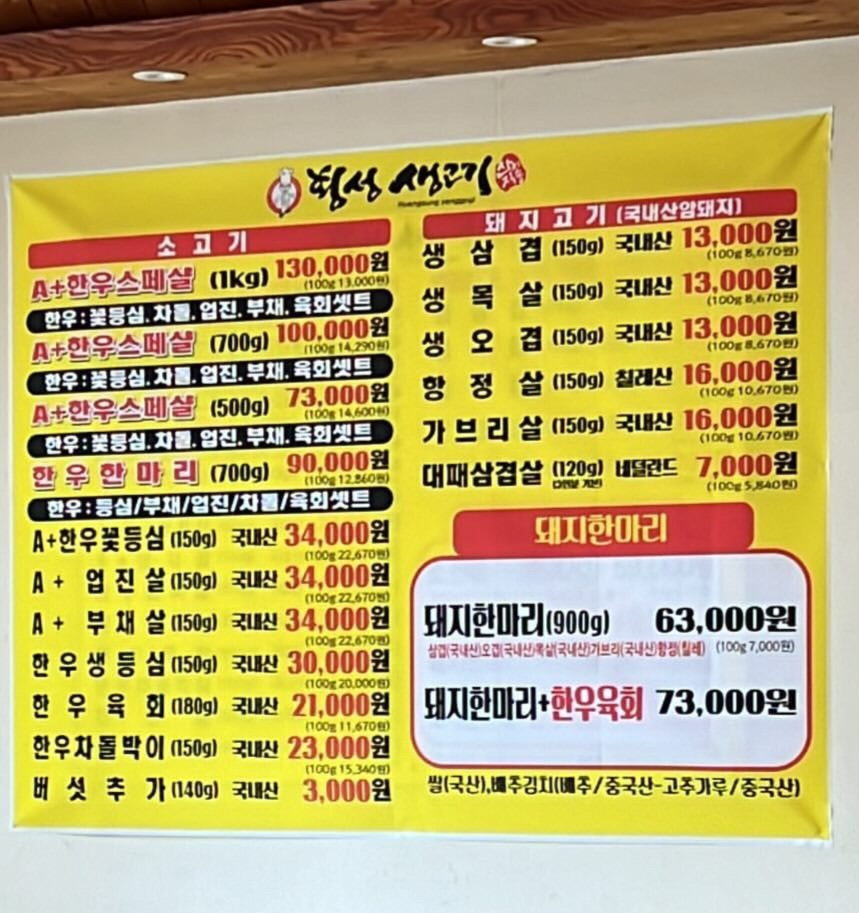 횡성 생고기
Hoengsung senggogi
소고기
A+한우스페샬 (1kg) 130,000원
(100g 13,000원)
한우:꽃등심.차돌.업진.부채.육회셋트
A+한우스페샬 (700g) 100,000원
(100g 14,290원)
한우:꽃등심.차돌.업진.부채.육회셋트
A+한우스페샬 (500g) 73,000원
(100g 14,600원)
한우:꽃등심.차돌.업진.부채.육회셋트
한우한마리 (700g) 90,000원
(100g 12,860원)
한우:등심/부채/업진/차돌/육회셋트
A+한우꽃등심 (150g) 국내산 34,000원
(100g 22,670원)
A+ 업진살 (150g) 국내산 34,000원
(100g 22,670원)
A+ 부채살 (150g) 국내산 34,000원
(100g 22,670원)
한우생등심 (150g) 국내산 30,000원
(100g 20,000원)
한우육회 (180g) 국내산 21,000원
(100g 11,670원)
한우차돌박이 (150g) 국내산 23,000원
(100g 15,340원)
버섯추가 (140g) 국내산 3,000원
돼지고기 (국내산암돼지)
생삼겹 (150g) 국내산 13,000원
(100g 8,670원)
생목살 (150g) 국내산 13,000원
(100g 8,670원)
생오겹 (150g) 국내산 13,000원
(100g 8,670원)
항정살 (150g) 칠레산 16,000원
(100g 10,670원)
가브리살 (150g) 국내산 16,000원
(100g 10,670원)
대패삼겹살 (120g) 네덜란드 7,000원
(100g 5,840원)
돼지한마리
돼지한마리(900g) 63,000원
삼겹(국내산)오겹(국내산)목살(국내산)가브리(국내산)항정(칠레) (100g 7,000원)
돼지한마리+한우육회 73,000원
쌀(국산),배추김치(배추/중국산-고추가루/중국산)